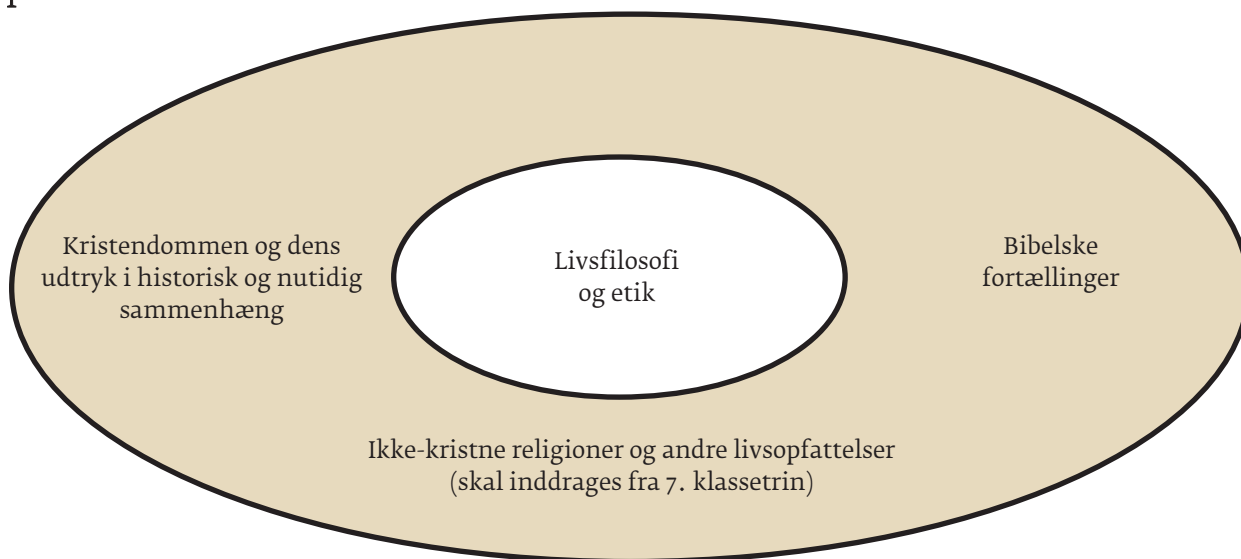 Kristendommen og dens
udtryk i historisk og nutidig
sammenhæng
Livsfilosofi
og etik
Bibelske
fortællinger
Ikke-kristne religioner og andre livsopfattelser
(skal inddrages fra 7. klassetrin)